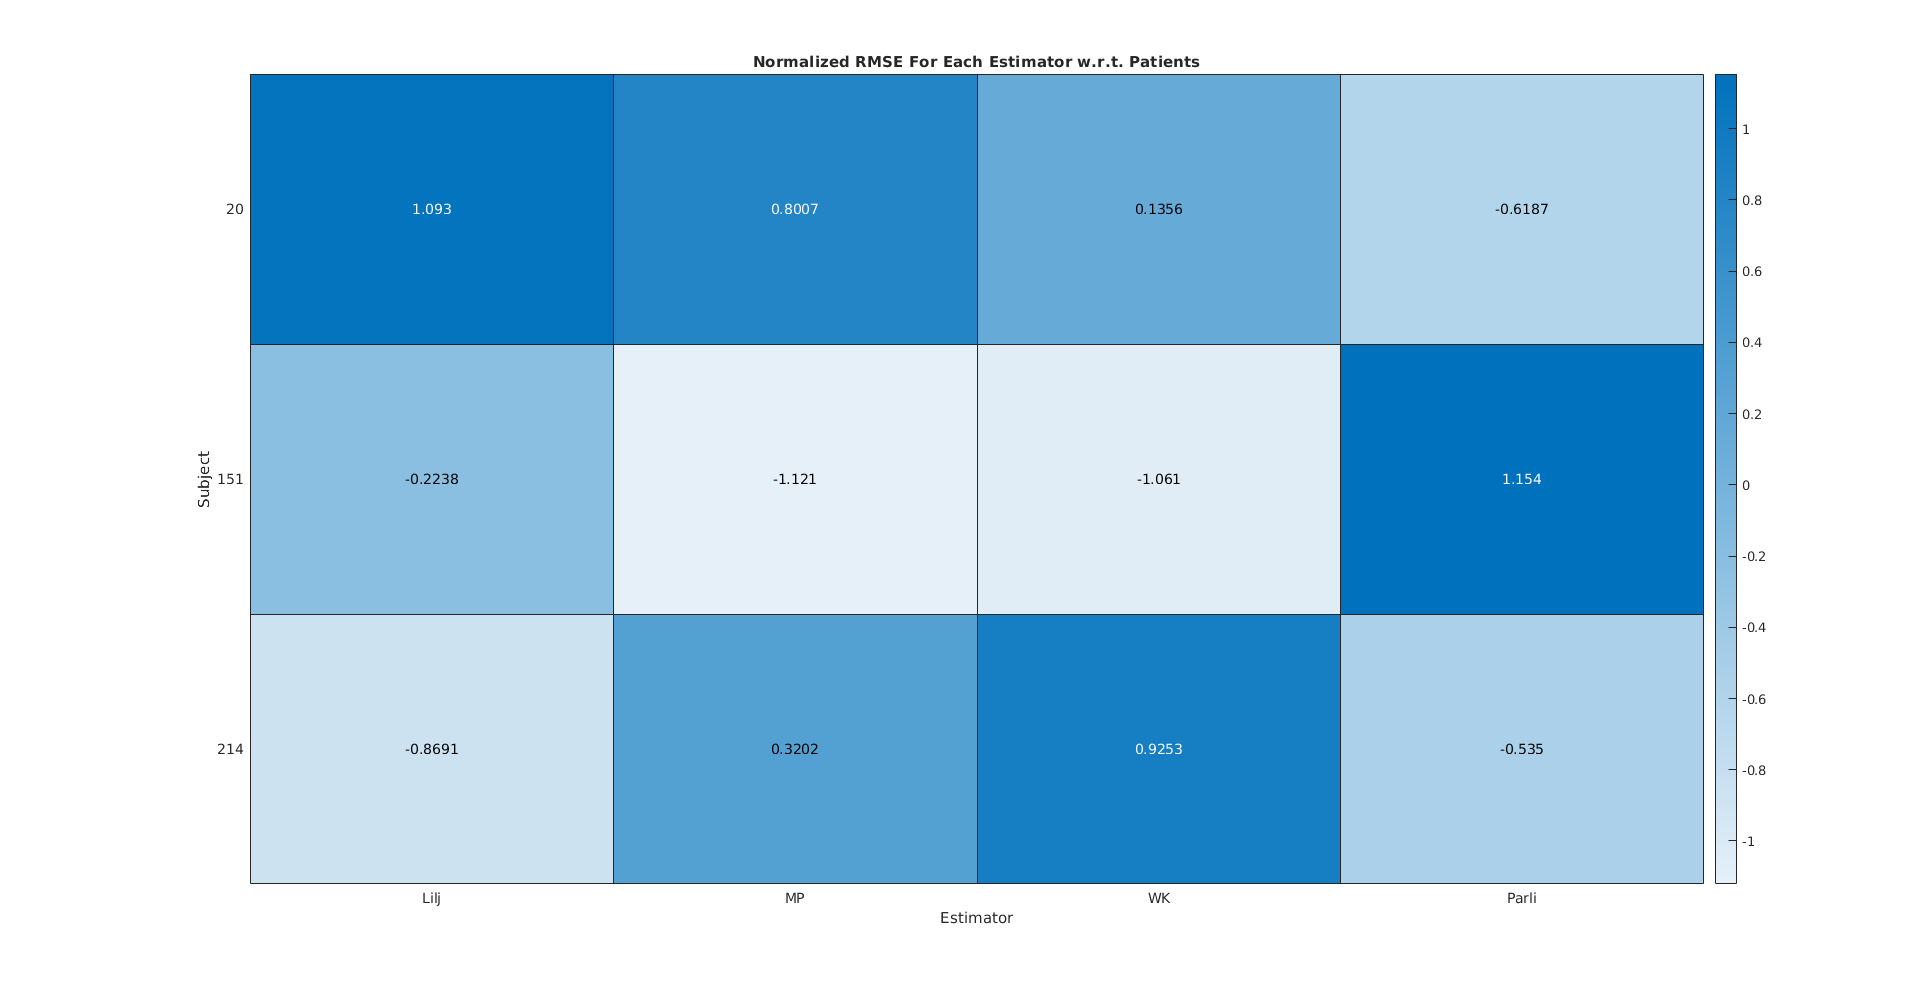 Normalized RMSE For Each Estimator w.r.t. Patients
20 1.093 0.8007 0.1356 -0.6187
151 -0.2238 -1.121 -1.061 1.154
214 -0.8691 0.3202 0.9253 -0.535
Lilj MP WK Parli
Estimator
Subject
1
0.8
0.6
0.4
0.2
0
-0.2
-0.4
-0.6
-0.8
-1